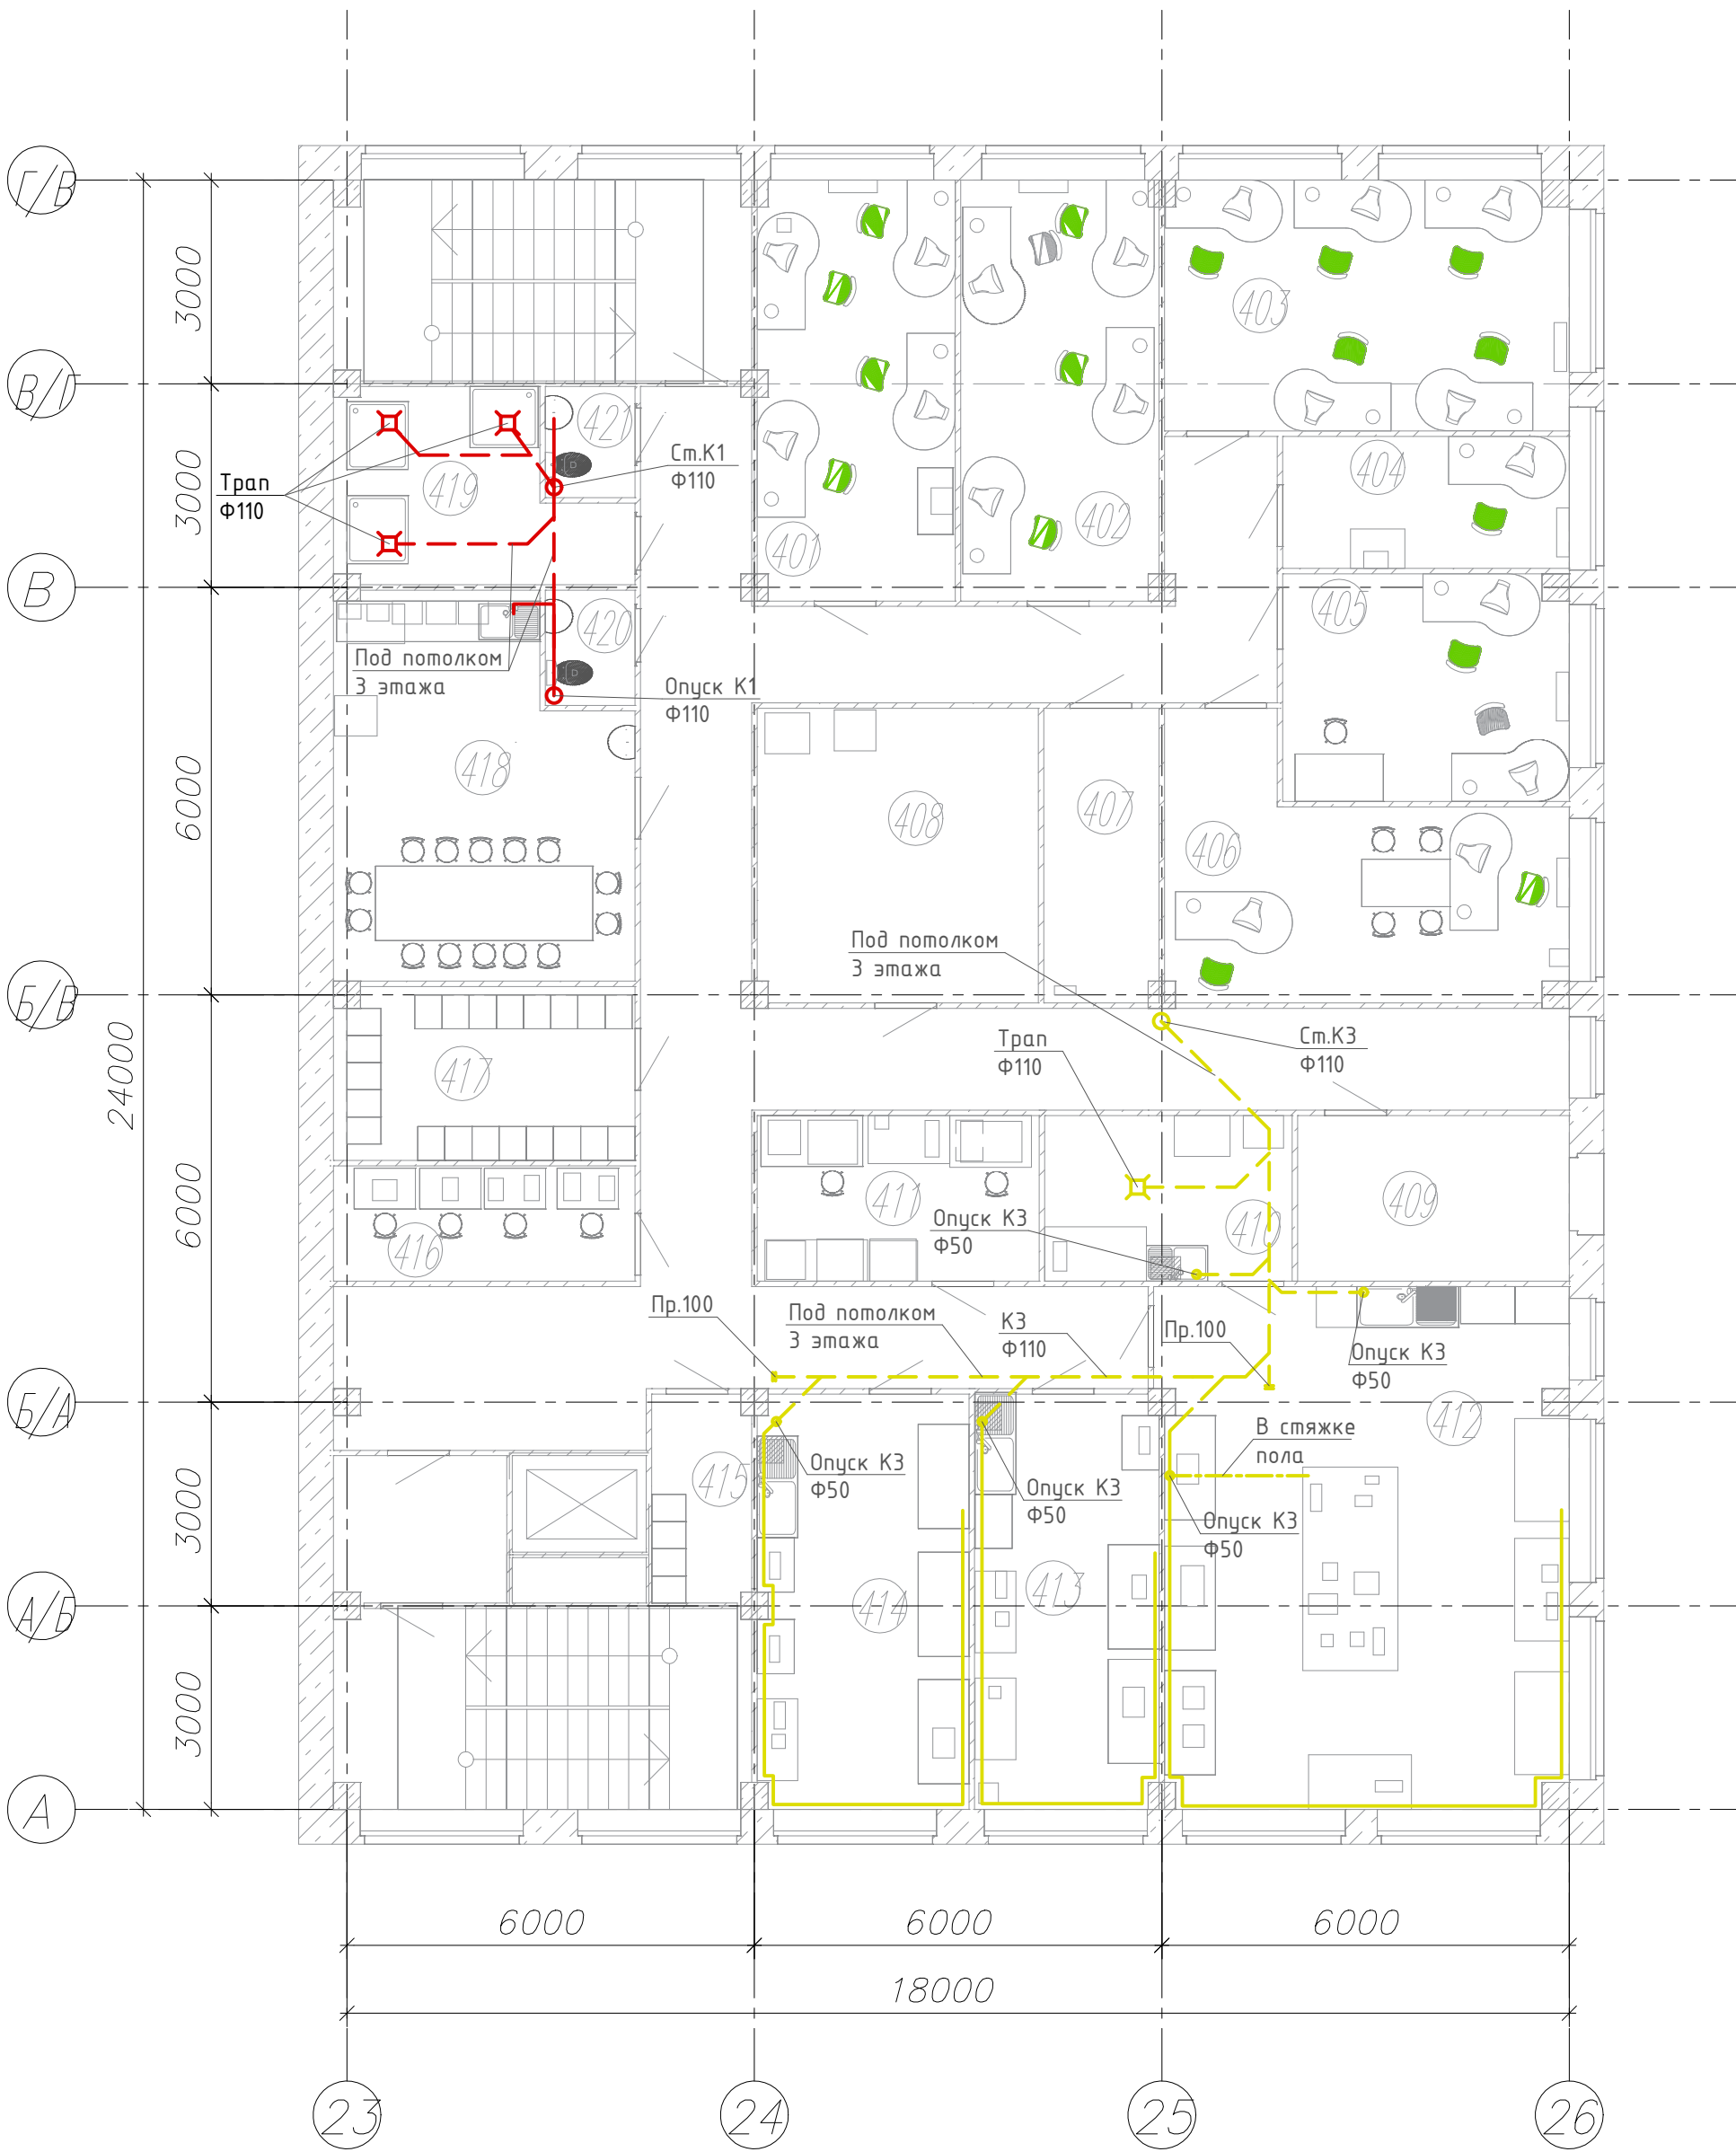 Г/В
3000
В/Г
403
421
Ст.К1
Ф110
404
419
Трап
Ф110
3000
402
401
В
405
420
Под потолком
3 этажа
Опуск К1
Ф110
418
6000
407
408
406
Под потолком
3 этажа
Б/В
24000
Трап
Ф110
Ст.К3
Ф110
417
411
409
6000
416
Опуск К3
Ф50
410
Пр.100
Под потолком
3 этажа
К3
Ф110
Пр.100
Опуск К3
Ф50
Б/А
412
В стяжке
пола
415
Опуск К3
Ф50
Опуск К3
Ф50
Опуск К3
Ф50
3000
414
413
А/Б
3000
А
6000
6000
6000
18000
23
24
25
26